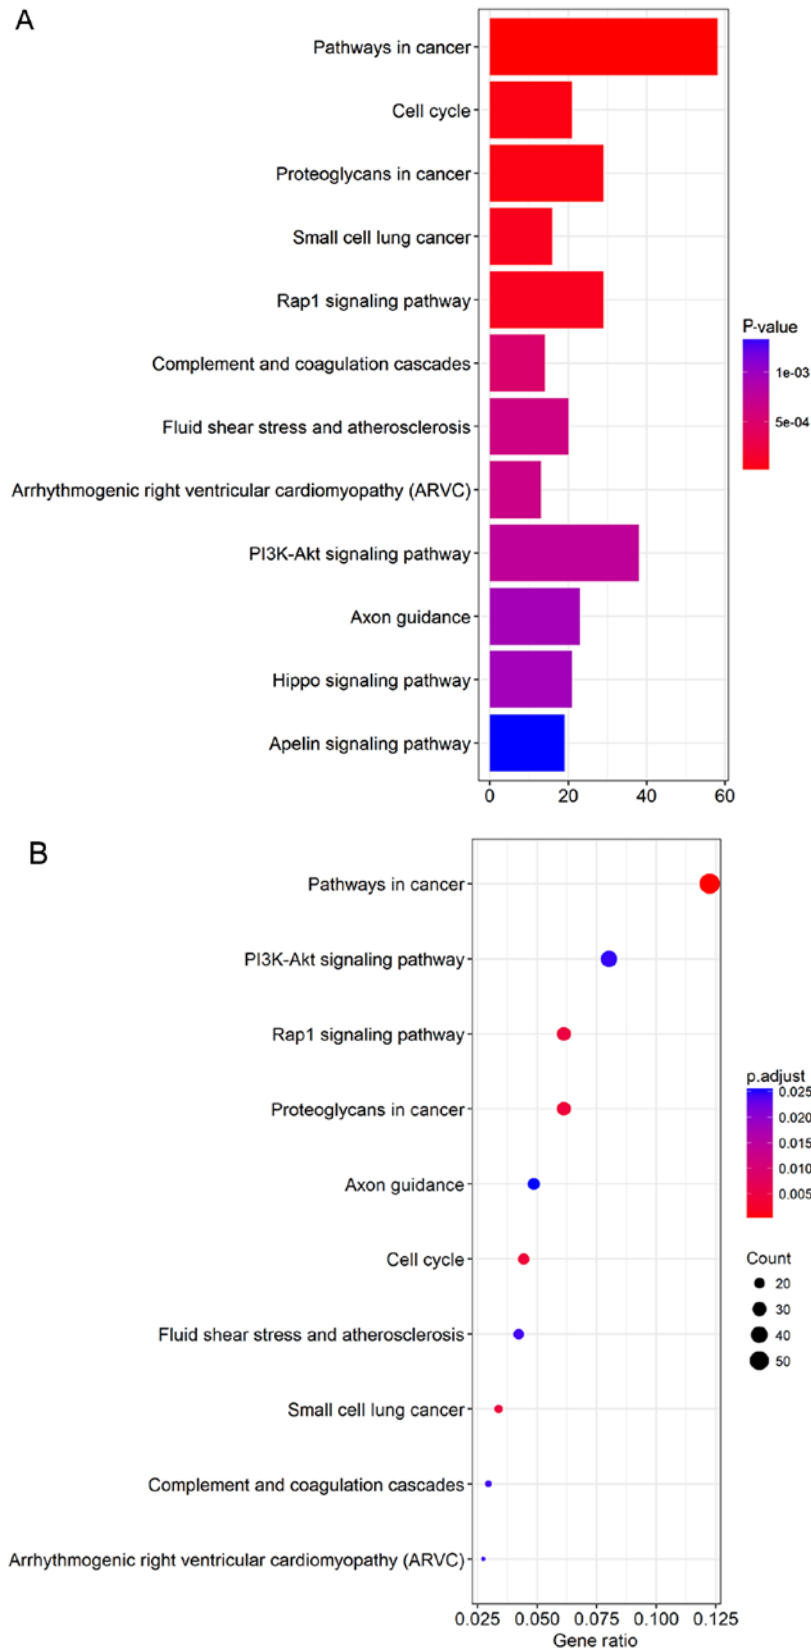 A
Pathways in cancer
Cell cycle
Proteoglycans in cancer
Small cell lung cancer
Rap1 signaling pathway
Complement and coagulation cascades
Fluid shear stress and atherosclerosis
Arrhythmogenic right ventricular cardiomyopathy (ARVC)
PI3K-Akt signaling pathway
Axon guidance
Hippo signaling pathway
Apelin signaling pathway
0 20 40 60
P-value
1e-03
5e-04
B
Pathways in cancer
PI3K-Akt signaling pathway
Rap1 signaling pathway
Proteoglycans in cancer
Axon guidance
Cell cycle
Fluid shear stress and atherosclerosis
Small cell lung cancer
Complement and coagulation cascades
Arrhythmogenic right ventricular cardiomyopathy (ARVC)
0.025 0.050 0.075 0.100 0.125
Gene ratio
p.adjust
0.025
0.020
0.015
0.010
0.005
Count
20
30
40
50